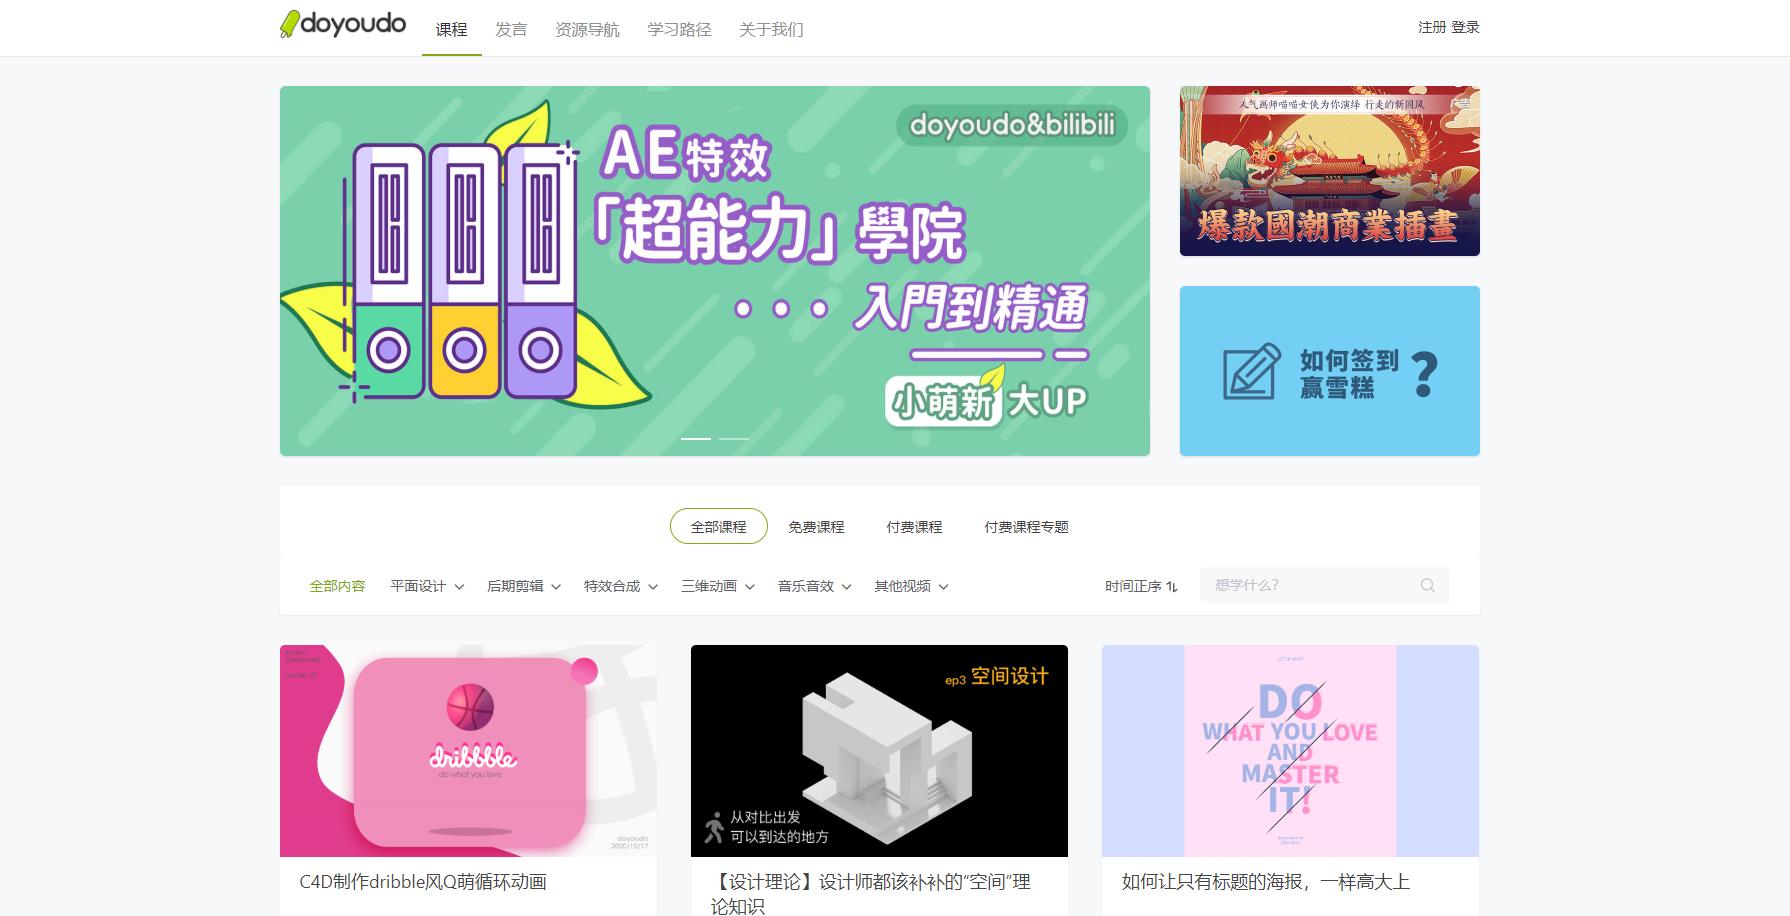 doyoudo
课程 发言 资源导航 学习路径 关于我们
注册 登录
doyoudo&bilibili
AE特效
「超能力」學院
入門到精通
小萌新 大UP
人气画师喵喵女侠为你演绎 行走的新国风
爆款國潮商業插畫
如何签到
赢雪糕 ?
全部课程 免费课程 付费课程 付费课程专题
全部内容 平面设计 后期剪辑 特效合成 三维动画 音乐音效 其他视频 时间正序 想学什么?
dribbble
do what you love
doyoudo
2020/10/17
ep3 空间设计
从对比出发
可以到达的地方
LITTLE WHITE
DO
WHAT YOU LOVE
AND
MASTER
IT!
C4D制作dribble风Q萌循环动画
【设计理论】设计师都该补补的“空间”理
论知识
如何让只有标题的海报，一样高大上